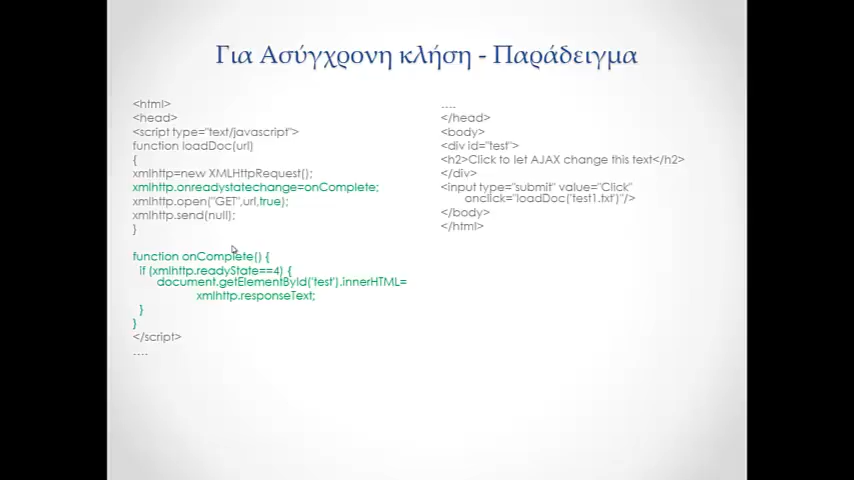 Για Ασύγχρονη κλήση - Παράδειγμα
<html>
<head>
<script type="text/javascript">
function loadDoc(url)
{
xmlhttp=new XMLHttpRequest();
xmlhttp.onreadystatechange=onComplete;
xmlhttp.open("GET",url,true);
xmlhttp.send(null);
}
function onComplete() {
if (xmlhttp.readyState==4) {
document.getElementById('test').innerHTML=
xmlhttp.responseText;
}
}
</script>
....
....
</head>
<body>
<div id="test">
<h2>Click to let AJAX change this text</h2>
</div>
<input type="submit" value="Click"
onclick="loadDoc('test1.txt')"/>
</body>
</html>